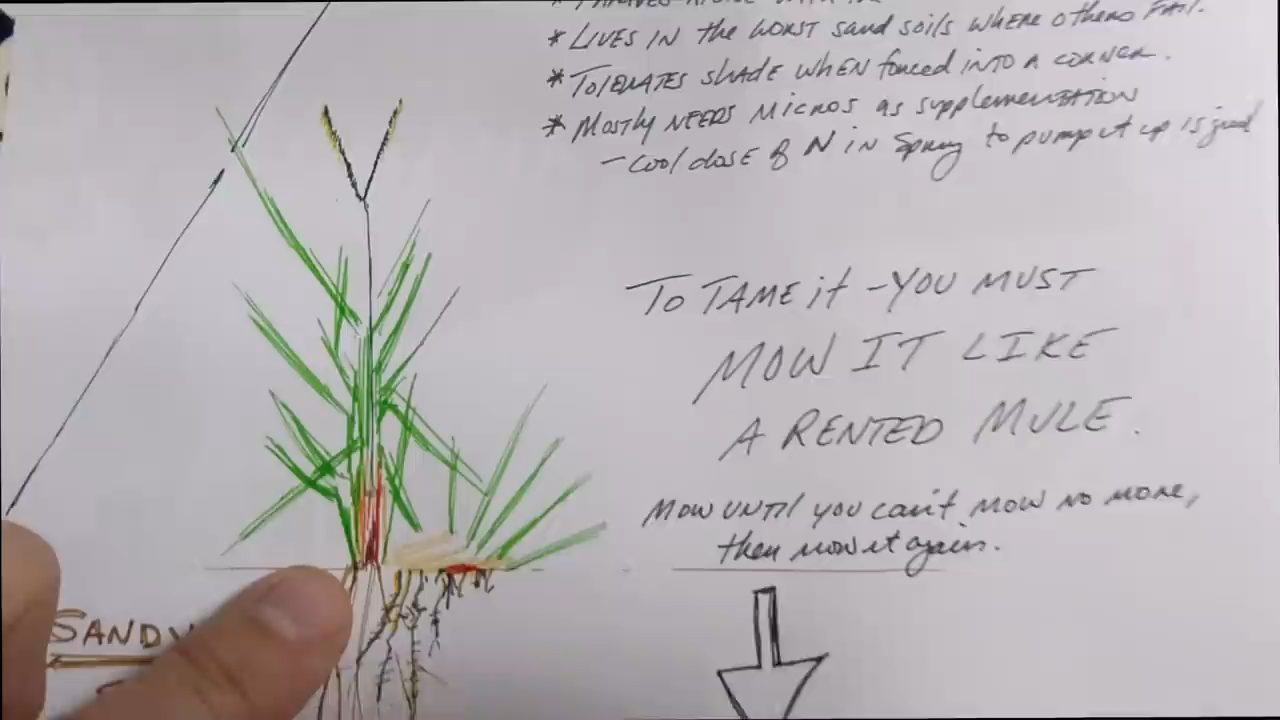 * LIVES IN the WORST sand soils WHERE others FAIL.
* TOLERATES shade WHEN forced INTO A CORNER.
* Mostly NEEDS MICROS as supplementATION
- Cool dose of N in Spring to pump it up is good
TO TAME it - YOU MUST
MOW IT LIKE
A RENTED MULE.
MOW UNTIL you can't MOW NO MORE,
then mow it again.
SANDY